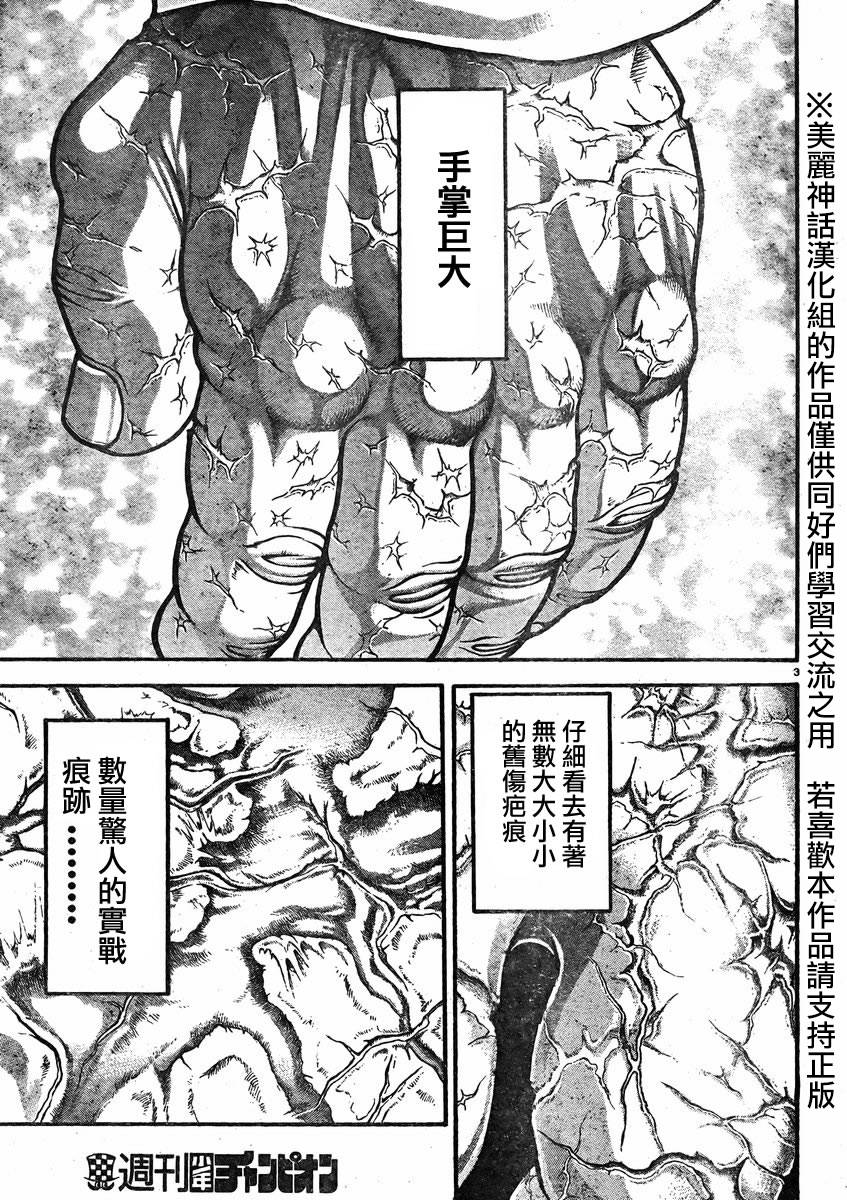 手掌巨大
3
仔細看去有著
無數大大小小
的舊傷疤痕
數量驚人的實戰
痕跡………
※美麗神話漢化組的作品僅供同好們學習交流之用　若喜歡本作品請支持正版
週刊少年チャンピオン